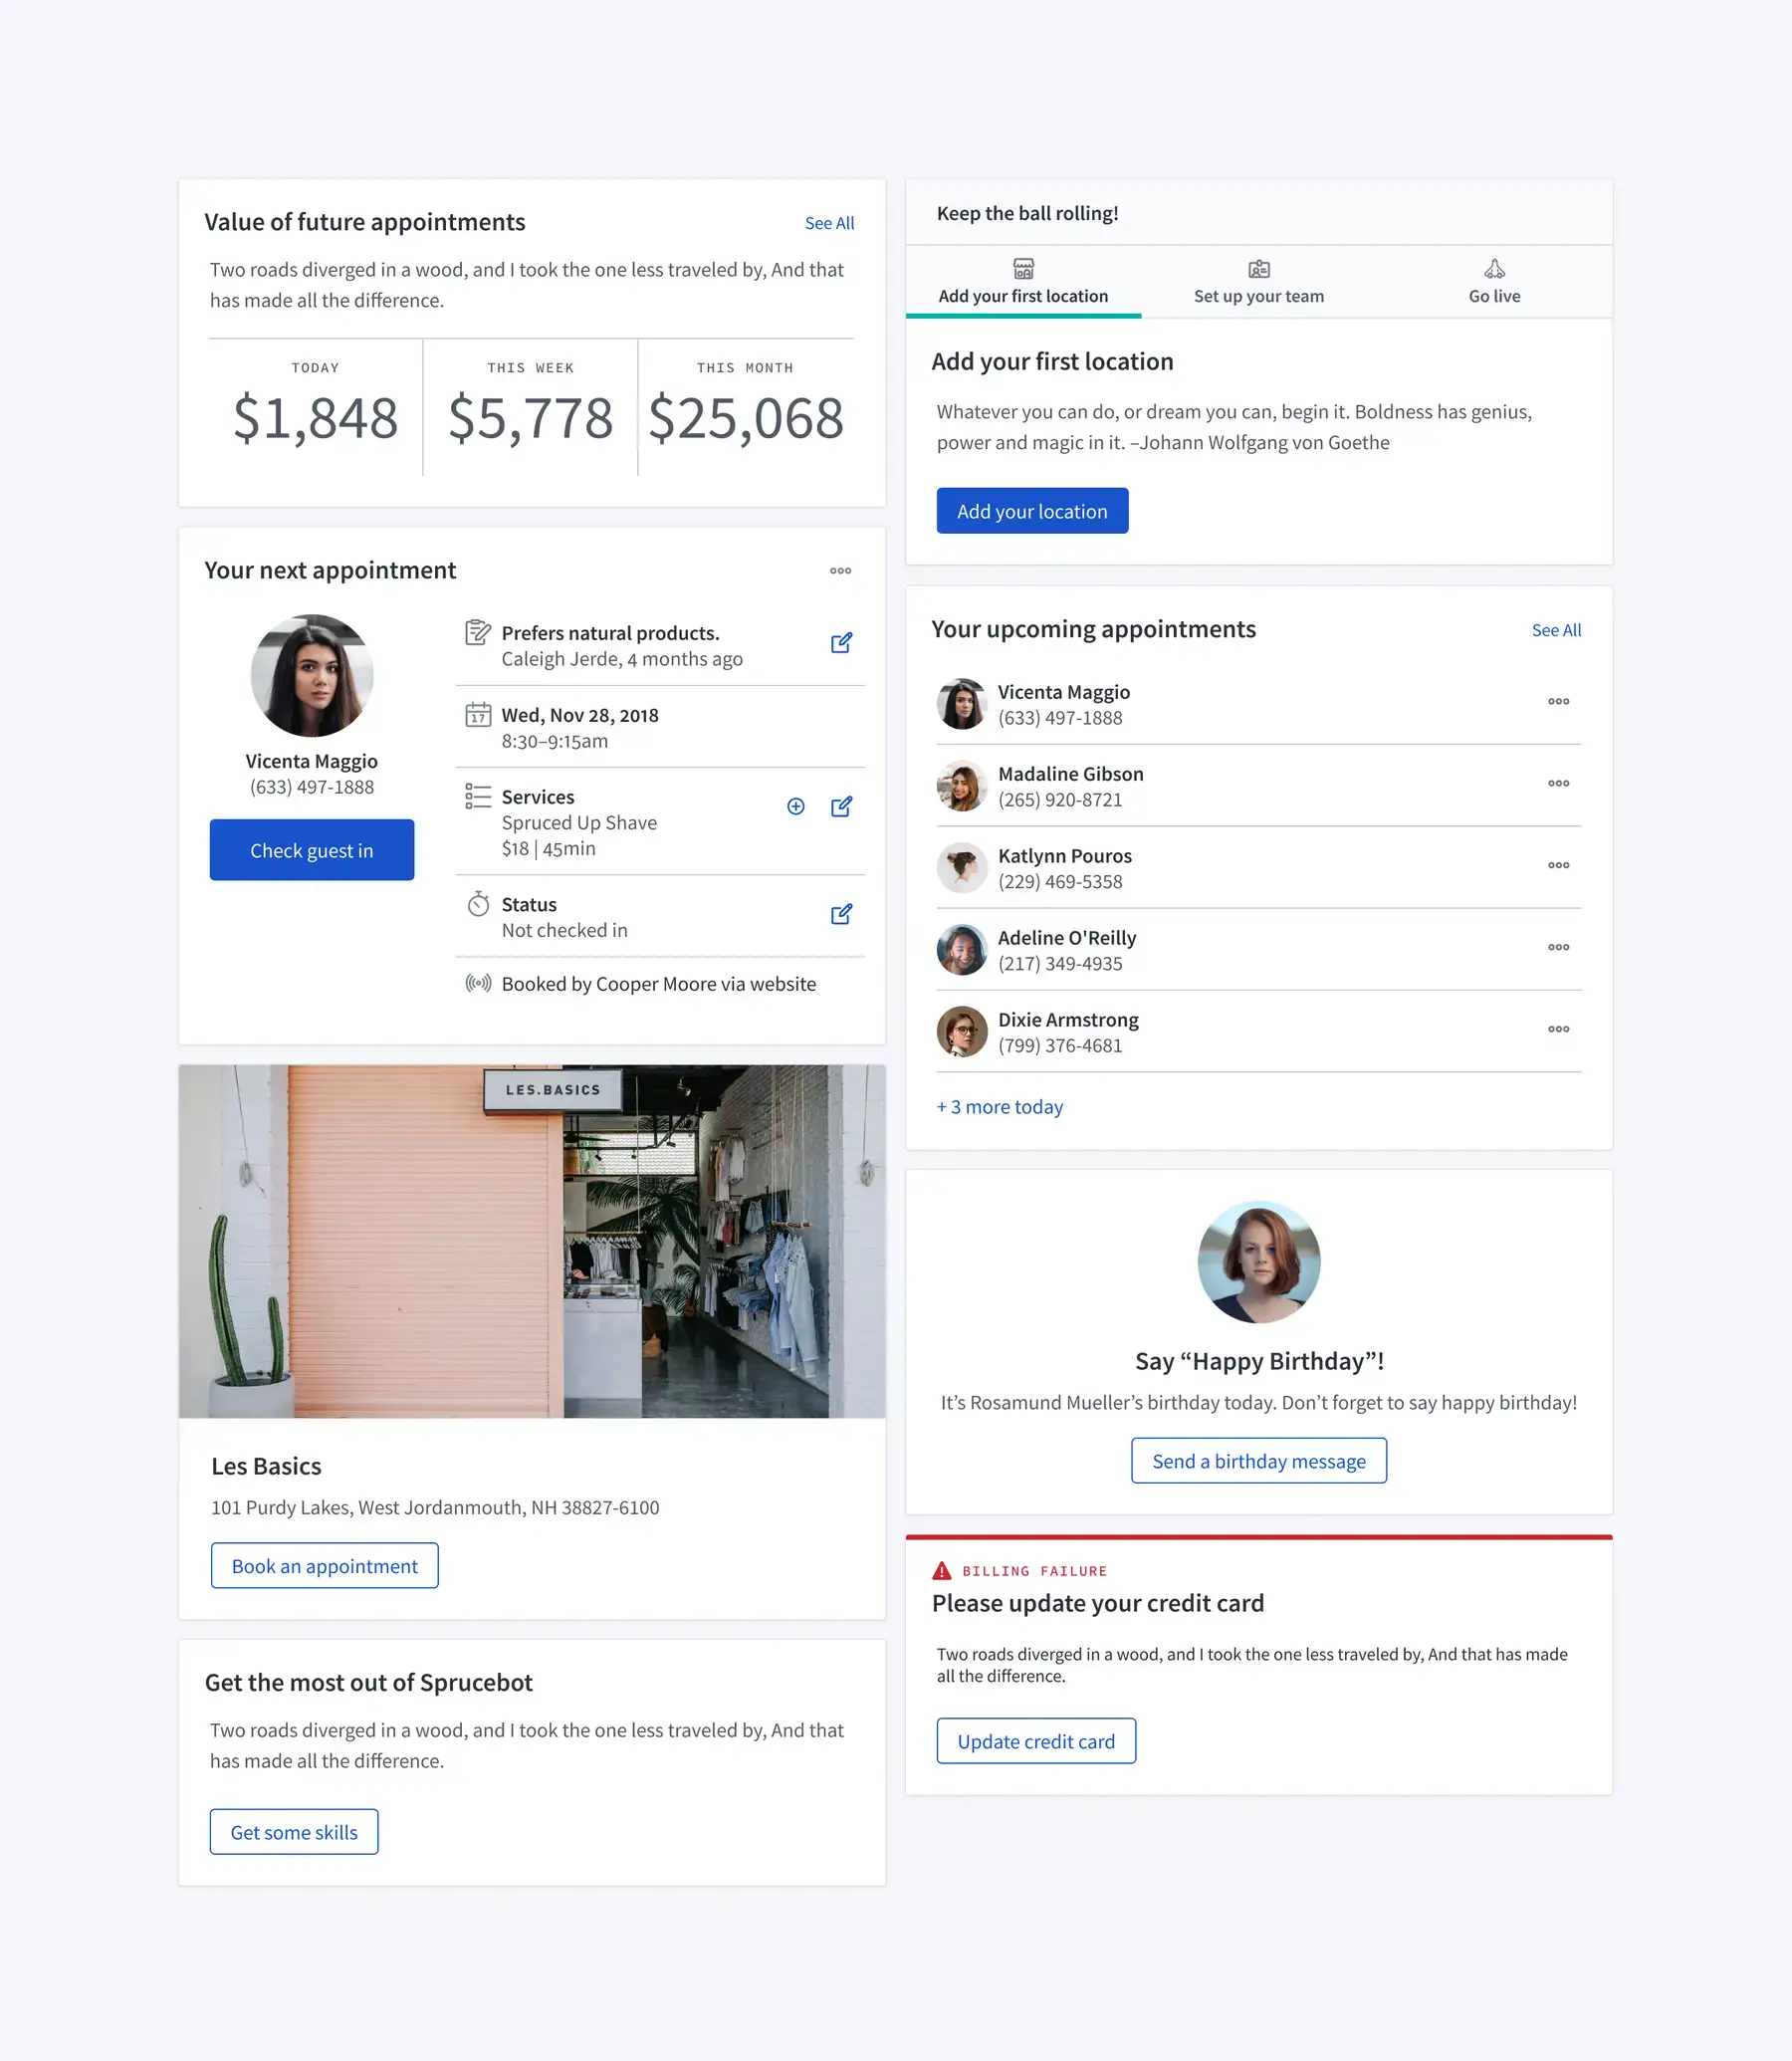 Value of future appointments
See All
Two roads diverged in a wood, and I took the one less traveled by, And that
has made all the difference.
TODAY
$1,848
THIS WEEK
$5,778
THIS MONTH
$25,068
Your next appointment
Vicenta Maggio
(633) 497-1888
Check guest in
Prefers natural products.
Caleigh Jerde, 4 months ago
17
Wed, Nov 28, 2018
8:30–9:15am
Services
Spruced Up Shave
$18 | 45min
Status
Not checked in
Booked by Cooper Moore via website
LES.BASICS
Les Basics
101 Purdy Lakes, West Jordanmouth, NH 38827-6100
Book an appointment
Get the most out of Sprucebot
Two roads diverged in a wood, and I took the one less traveled by, And that
has made all the difference.
Get some skills
Keep the ball rolling!
Add your first location
Set up your team
Go live
Add your first location
Whatever you can do, or dream you can, begin it. Boldness has genius,
power and magic in it. –Johann Wolfgang von Goethe
Add your location
Your upcoming appointments
See All
Vicenta Maggio
(633) 497-1888
Madaline Gibson
(265) 920-8721
Katlynn Pouros
(229) 469-5358
Adeline O'Reilly
(217) 349-4935
Dixie Armstrong
(799) 376-4681
+ 3 more today
Say “Happy Birthday”!
It’s Rosamund Mueller’s birthday today. Don’t forget to say happy birthday!
Send a birthday message
BILLING FAILURE
Please update your credit card
Two roads diverged in a wood, and I took the one less traveled by, And that has made
all the difference.
Update credit card